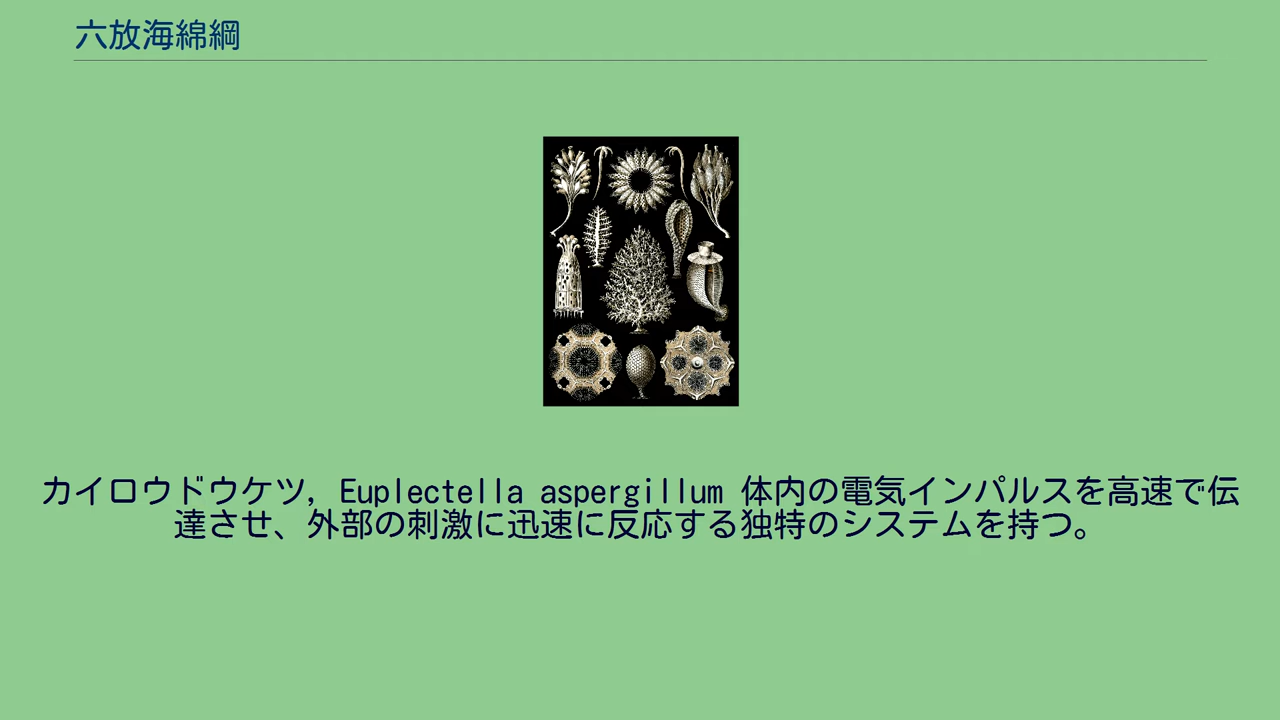 六放海綿綱
カイロウドウケツ, Euplectella aspergillum 体内の電気インパルスを高速で伝
達させ、外部の刺激に迅速に反応する独特のシステムを持つ。